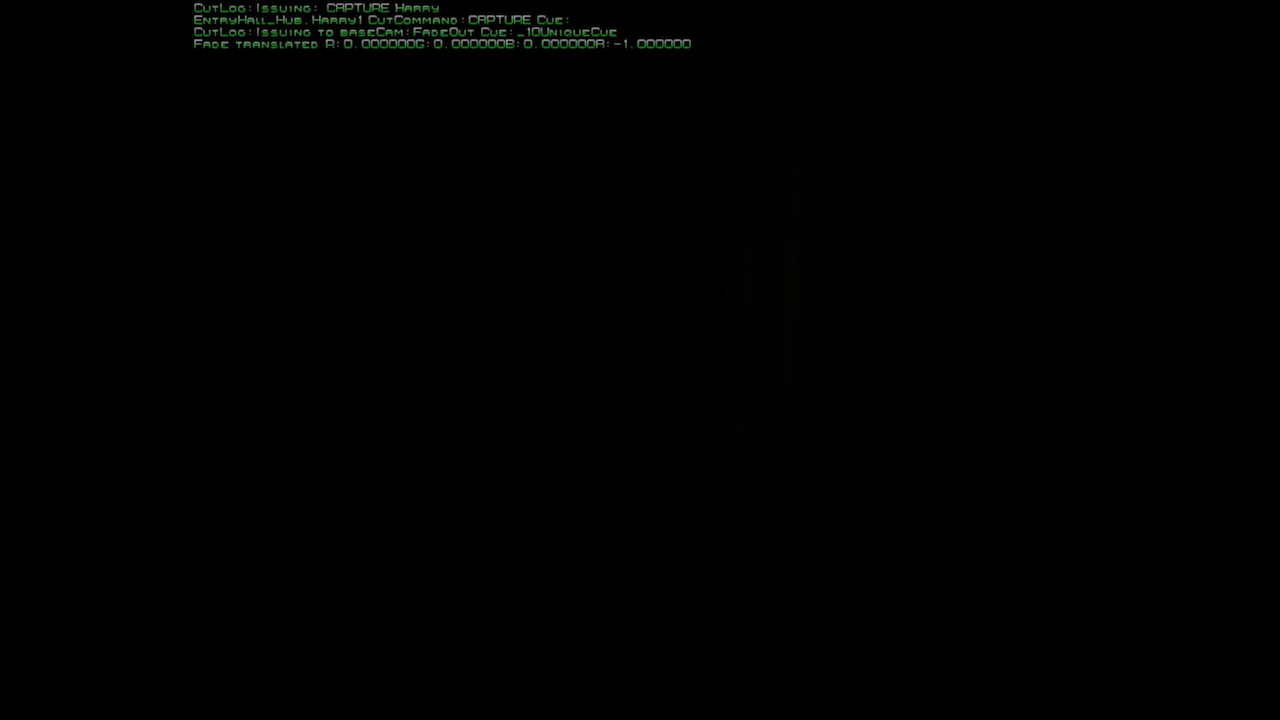 CutLog: Issuing: CAPTURE Harry
EntryHall_Hub.Harry1 CutCommand: CAPTURE Cue:
CutLog: Issuing to baseCam: FadeOut Cue:_10UniqueCue
Fade translated R:0.000000G:0.000000B:0.000000A:-1.000000